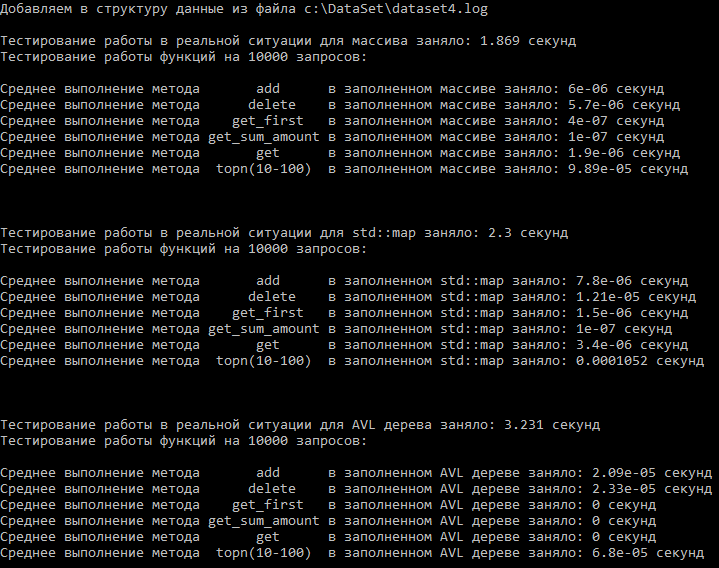 Добавляем в структуру данные из файла c:\DataSet\dataset4.log
Тестирование работы в реальной ситуации для массива заняло: 1.869 секунд
Тестирование работы функций на 10000 запросов:
Среднее выполнение метода add в заполненном массиве заняло: 6e-06 секунд
Среднее выполнение метода delete в заполненном массиве заняло: 5.7e-06 секунд
Среднее выполнение метода get_first в заполненном массиве заняло: 4e-07 секунд
Среднее выполнение метода get_sum_amount в заполненном массиве заняло: 1e-07 секунд
Среднее выполнение метода get в заполненном массиве заняло: 1.9e-06 секунд
Среднее выполнение метода topn(10-100) в заполненном массиве заняло: 9.89e-05 секунд
Тестирование работы в реальной ситуации для std::map заняло: 2.3 секунд
Тестирование работы функций на 10000 запросов:
Среднее выполнение метода add в заполненном std::map заняло: 7.8e-06 секунд
Среднее выполнение метода delete в заполненном std::map заняло: 1.21e-05 секунд
Среднее выполнение метода get_first в заполненном std::map заняло: 1.5e-06 секунд
Среднее выполнение метода get_sum_amount в заполненном std::map заняло: 1e-07 секунд
Среднее выполнение метода get в заполненном std::map заняло: 3.4e-06 секунд
Среднее выполнение метода topn(10-100) в заполненном std::map заняло: 0.0001052 секунд
Тестирование работы в реальной ситуации для AVL дерева заняло: 3.231 секунд
Тестирование работы функций на 10000 запросов:
Среднее выполнение метода add в заполненном AVL дереве заняло: 2.09e-05 секунд
Среднее выполнение метода delete в заполненном AVL дереве заняло: 2.33e-05 секунд
Среднее выполнение метода get_first в заполненном AVL дереве заняло: 0 секунд
Среднее выполнение метода get_sum_amount в заполненном AVL дереве заняло: 0 секунд
Среднее выполнение метода get в заполненном AVL дереве заняло: 0 секунд
Среднее выполнение метода topn(10-100) в заполненном AVL дереве заняло: 6.8e-05 секунд